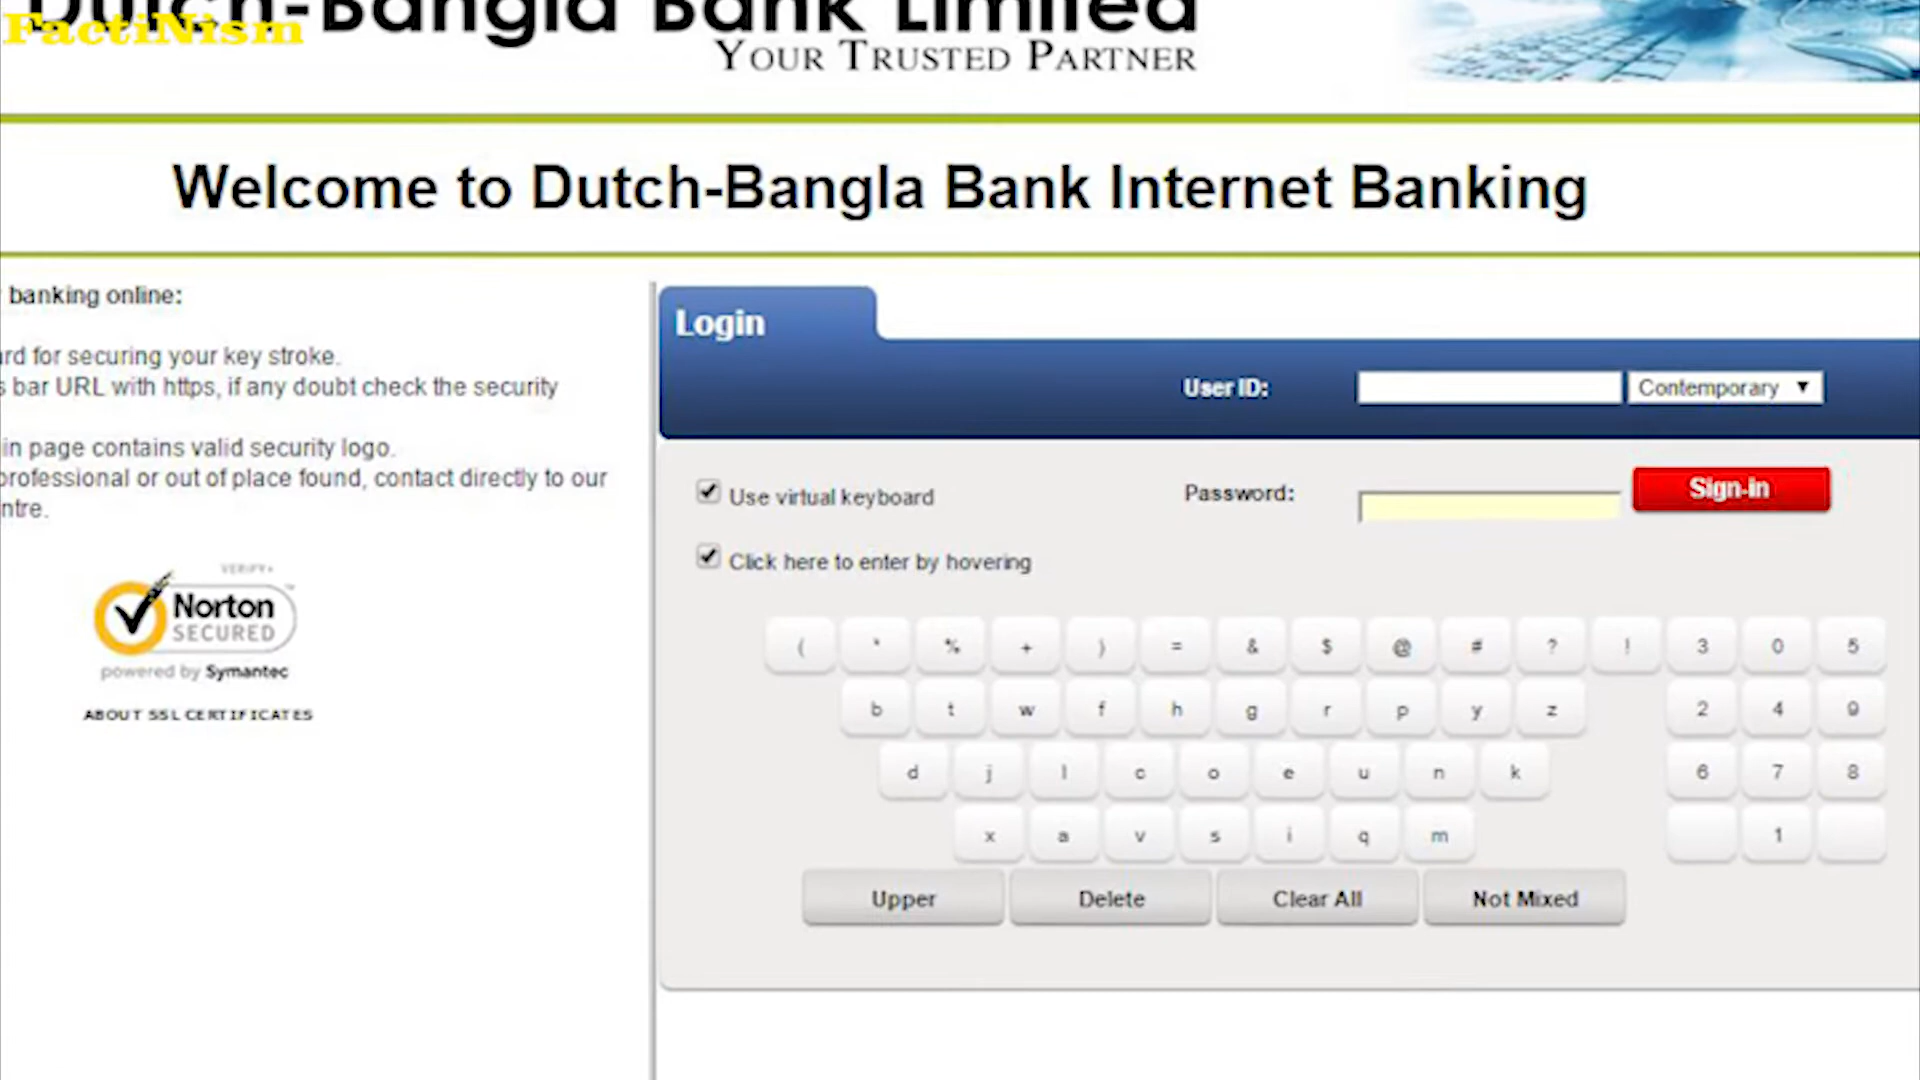 Dutch-Bangla Bank Limited
FactiNism
YOUR TRUSTED PARTNER
Welcome to Dutch-Bangla Bank Internet Banking
banking online:
rd for securing your key stroke.
s bar URL with https, if any doubt check the security
in page contains valid security logo.
professional or out of place found, contact directly to our
ntre.
VERIFY▸
Norton
SECURED
powered by Symantec
ABOUT SSL CERTIFICATES
Login
User ID:
Contemporary
Use virtual keyboard
Password:
Sign-in
Click here to enter by hovering
( * % + ) = & $ @ # ? ! 3 0 5
b t w f h g r p y z 2 4 9
d j l c o e u n k 6 7 8
x a v s i q m 1
Upper Delete Clear All Not Mixed